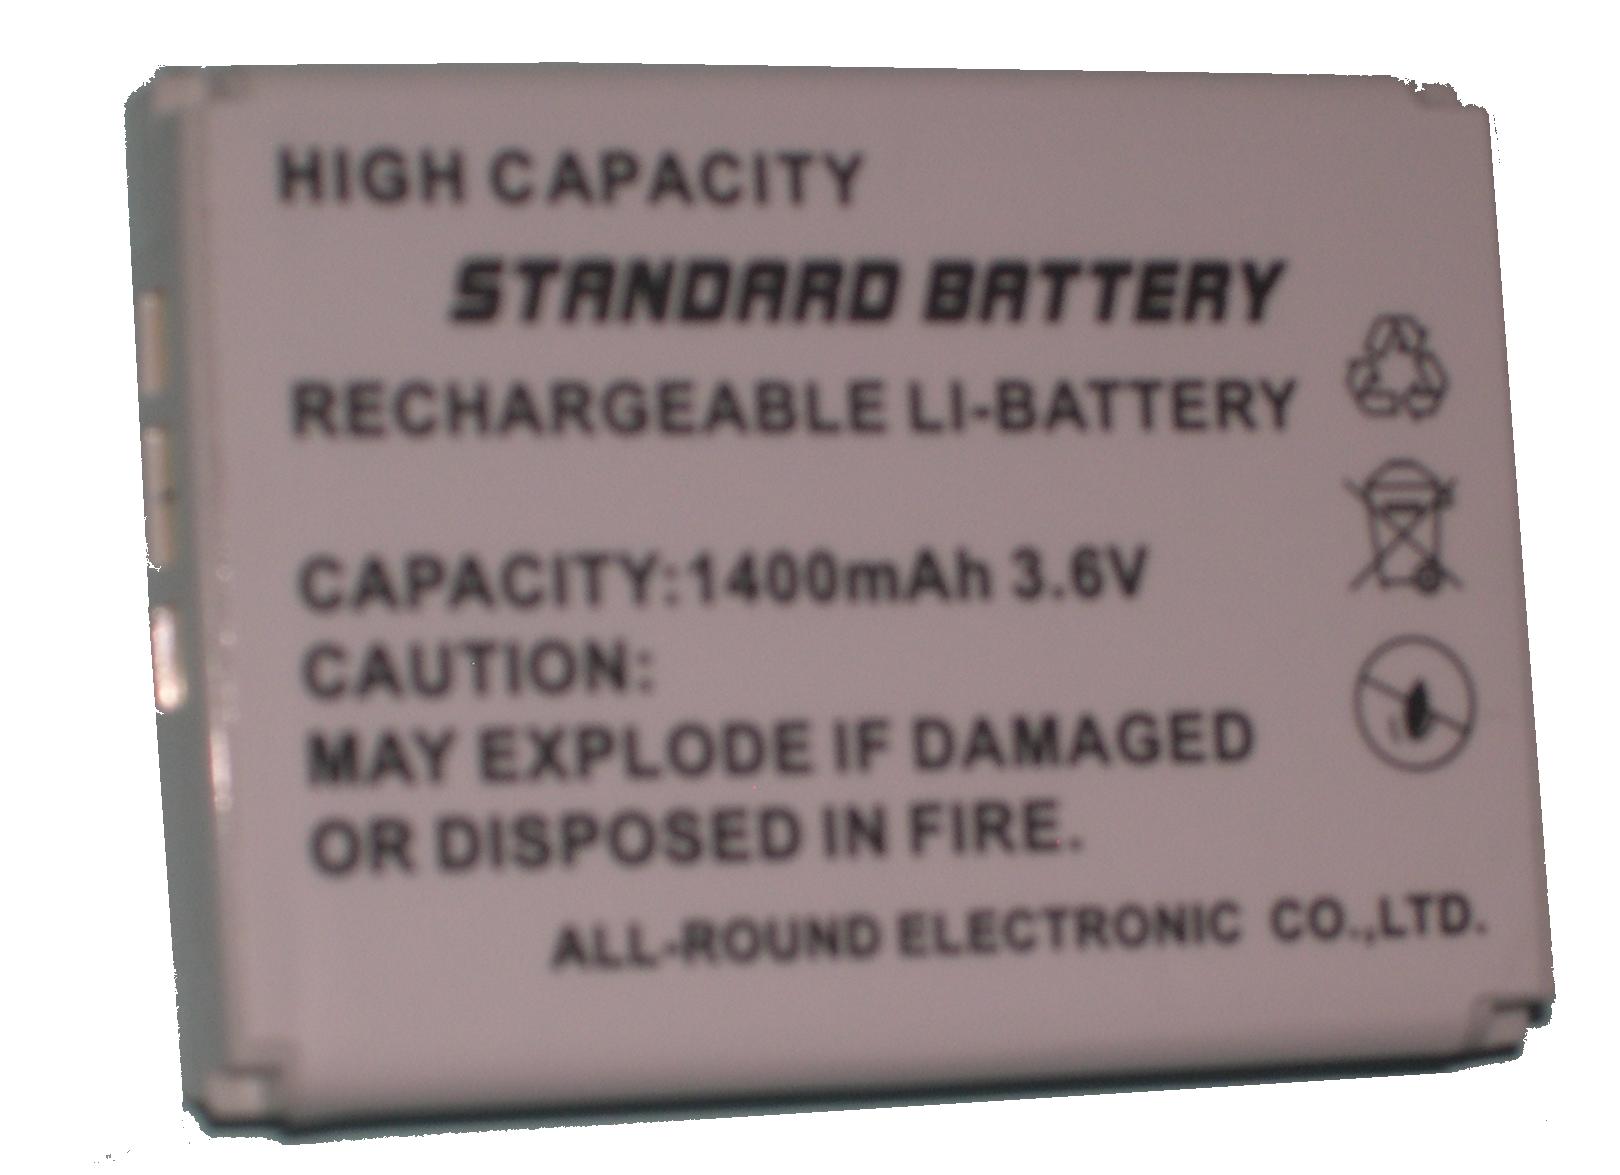 HIGH CAPACITY
STANDARD BATTERY
RECHARGEABLE LI-BATTERY
CAPACITY:1400mAh 3.6V
CAUTION:
MAY EXPLODE IF DAMAGED
OR DISPOSED IN FIRE.
ALL-ROUND ELECTRONIC CO.,LTD.